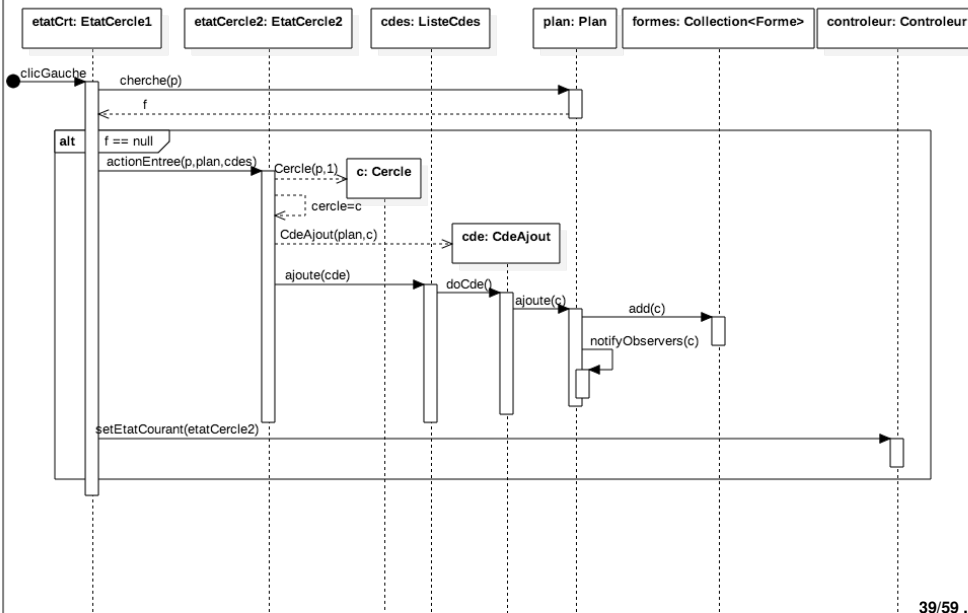 etatCrt: EtatCercle1
etatCercle2: EtatCercle2
cdes: ListeCdes
plan: Plan
formes: Collection<Forme>
controleur: Controleur
clicGauche
cherche(p)
f
alt
f == null
actionEntree(p,plan,cdes)
Cercle(p,1)
c: Cercle
cercle=c
CdeAjout(plan,c)
cde: CdeAjout
ajoute(cde)
doCde()
ajoute(c)
add(c)
notifyObservers(c)
setEtatCourant(etatCercle2)
39/59 .